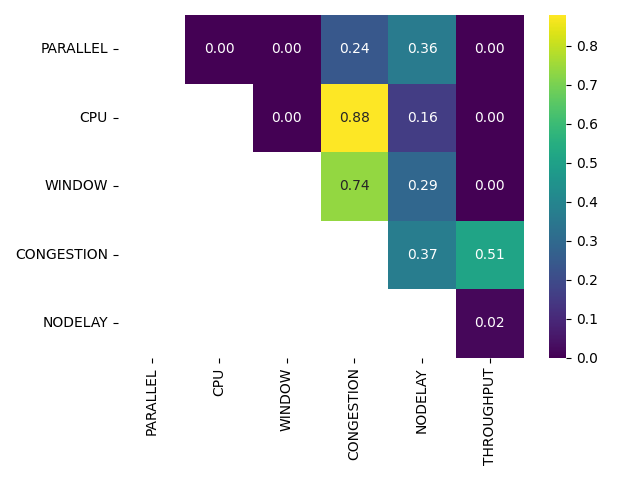 PARALLEL 0.00 0.00 0.24 0.36 0.00
CPU 0.00 0.88 0.16 0.00
WINDOW 0.74 0.29 0.00
CONGESTION 0.37 0.51
NODELAY 0.02
PARALLEL CPU WINDOW CONGESTION NODELAY THROUGHPUT
0.8
0.7
0.6
0.5
0.4
0.3
0.2
0.1
0.0